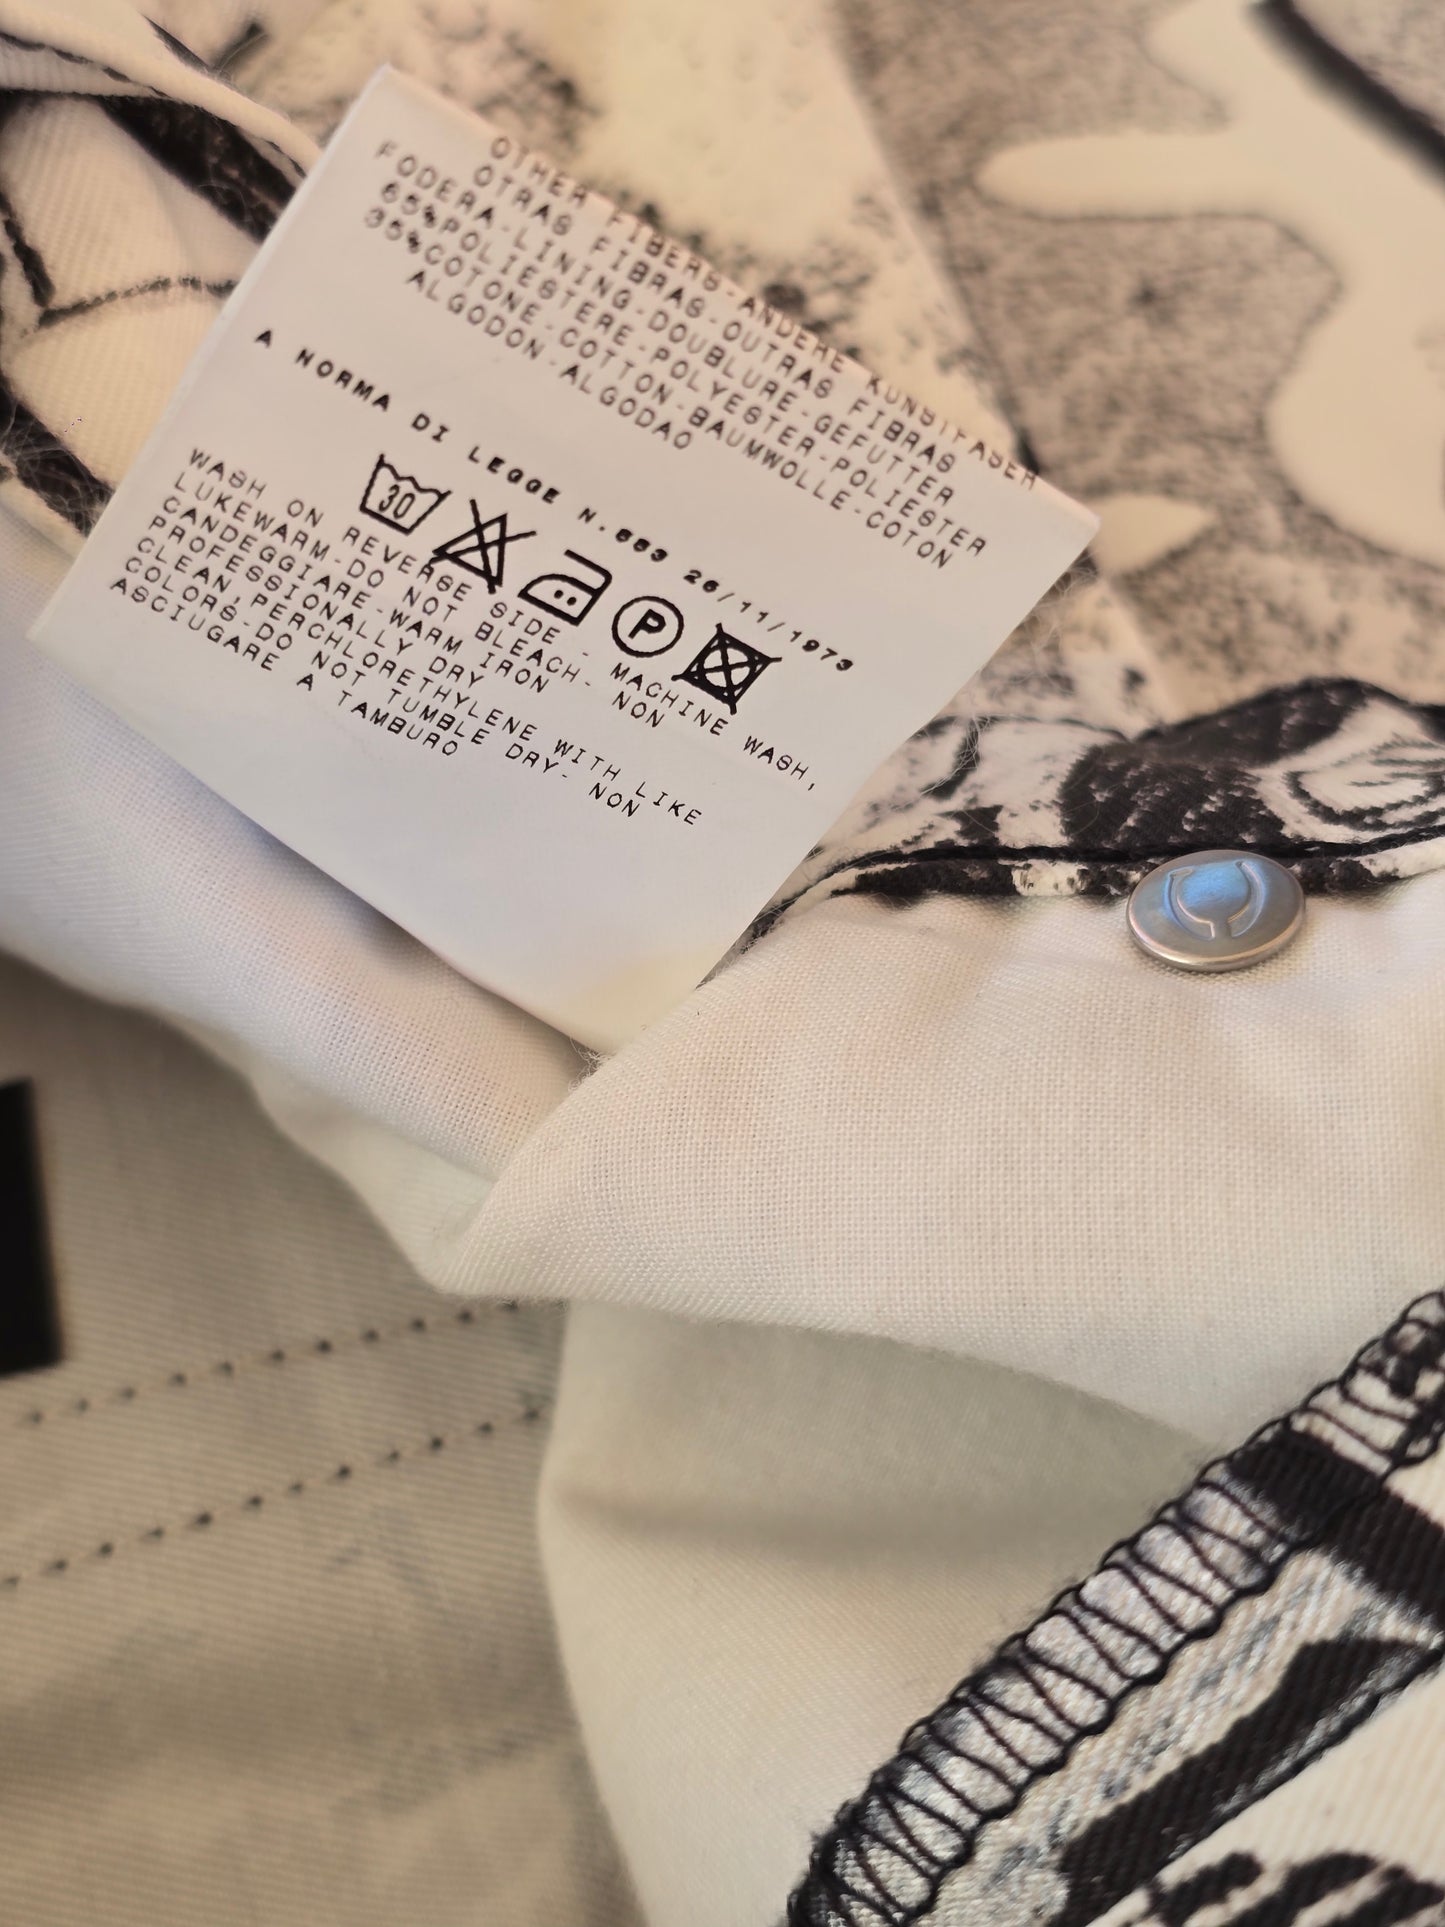 OTHER FIBERS-ANDERE KUNSTFASER
OTRAS FIBRAS-OUTRAS FIBRAS
FODERA-LINING-DOUBLURE-GEFUTTER
65%POLIESTERE-POLYESTER-POLIESTER
35%COTONE-COTTON-BAUMWOLLE-COTON
ALGODON-ALGODAO
A NORMA DI LEGGE N.883 26/11/1973
30
P
WASH ON REVERSE SIDE - MACHINE WASH,
LUKEWARM-DO NOT BLEACH- NON
CANDEGGIARE-WARM IRON
PROFESSIONALLY DRY
CLEAN,PERCHLORETHYLENE WITH LIKE
COLORS-DO NOT TUMBLE DRY- NON
ASCIUGARE A TAMBURO